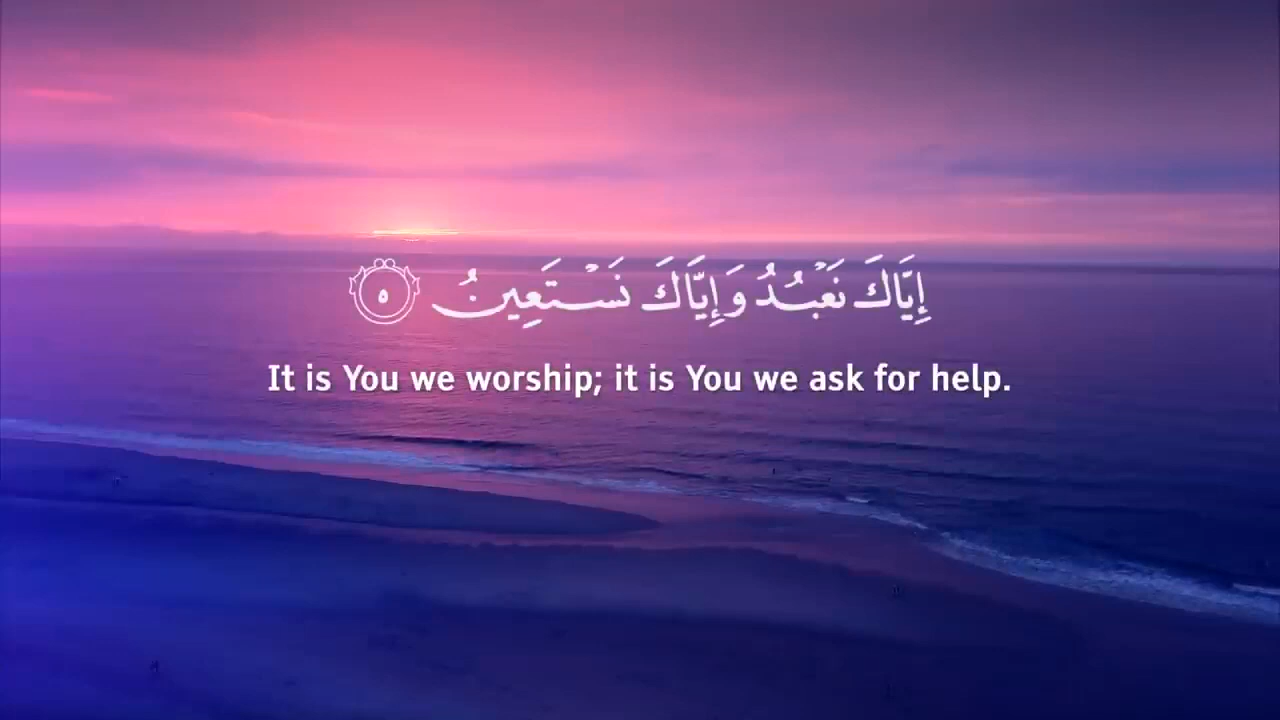 إِيَّاكَ نَعْبُدُ وَإِيَّاكَ نَسْتَعِينُ ٥
It is You we worship; it is You we ask for help.